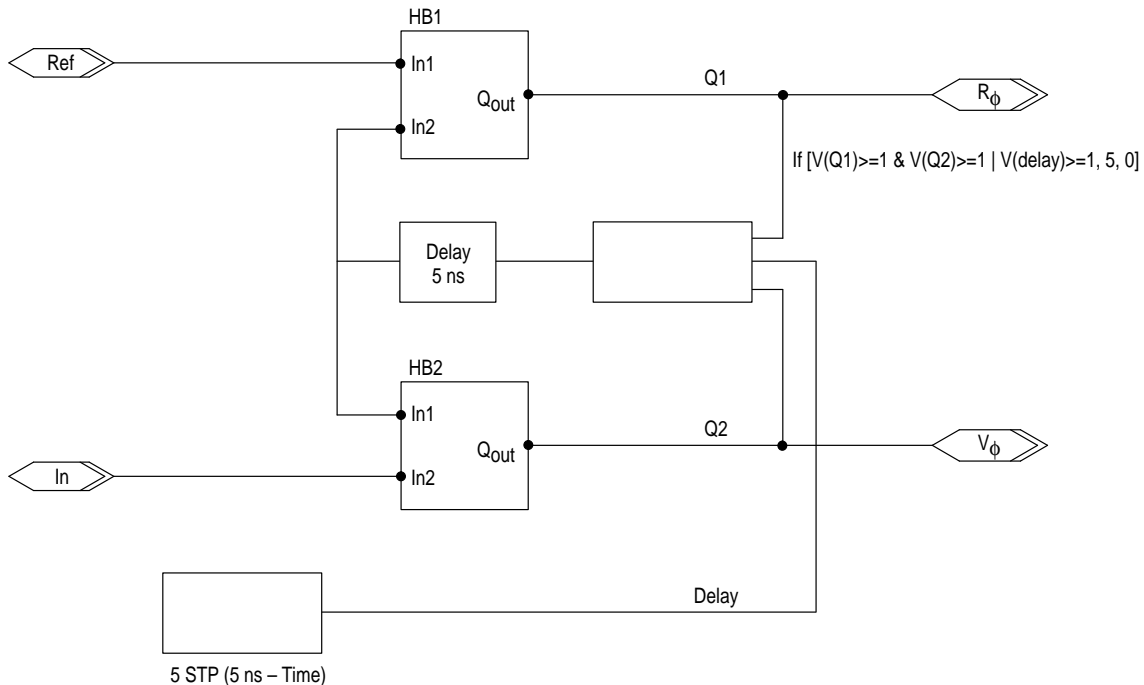 HB1
Ref
In1
Q1
Qout
Rϕ
In2
If [V(Q1)>=1 & V(Q2)>=1 | V(delay)>=1, 5, 0]
Delay
5 ns
HB2
In1
Q2
Qout
Vϕ
In
In2
Delay
5 STP (5 ns – Time)